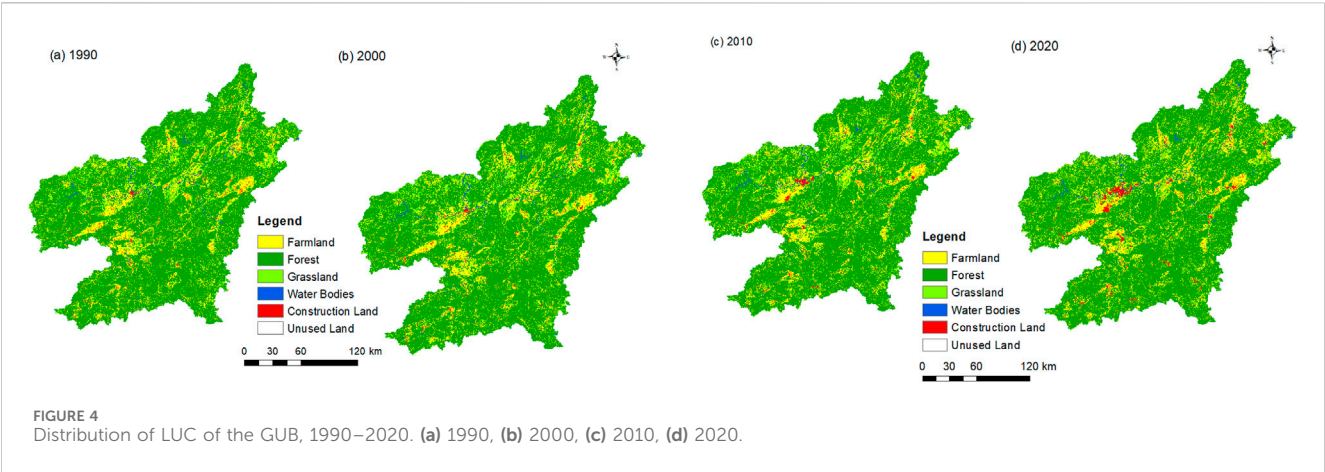 (a) 1990
(b) 2000
(c) 2010
(d) 2020
N
W E
S
N
W E
S
Legend
Farmland
Forest
Grassland
Water Bodies
Construction Land
Unused Land
0 30 60 120 km
Legend
Farmland
Forest
Grassland
Water Bodies
Construction Land
Unused Land
0 30 60 120 km
FIGURE 4
Distribution of LUC of the GUB, 1990–2020. (a) 1990, (b) 2000, (c) 2010, (d) 2020.